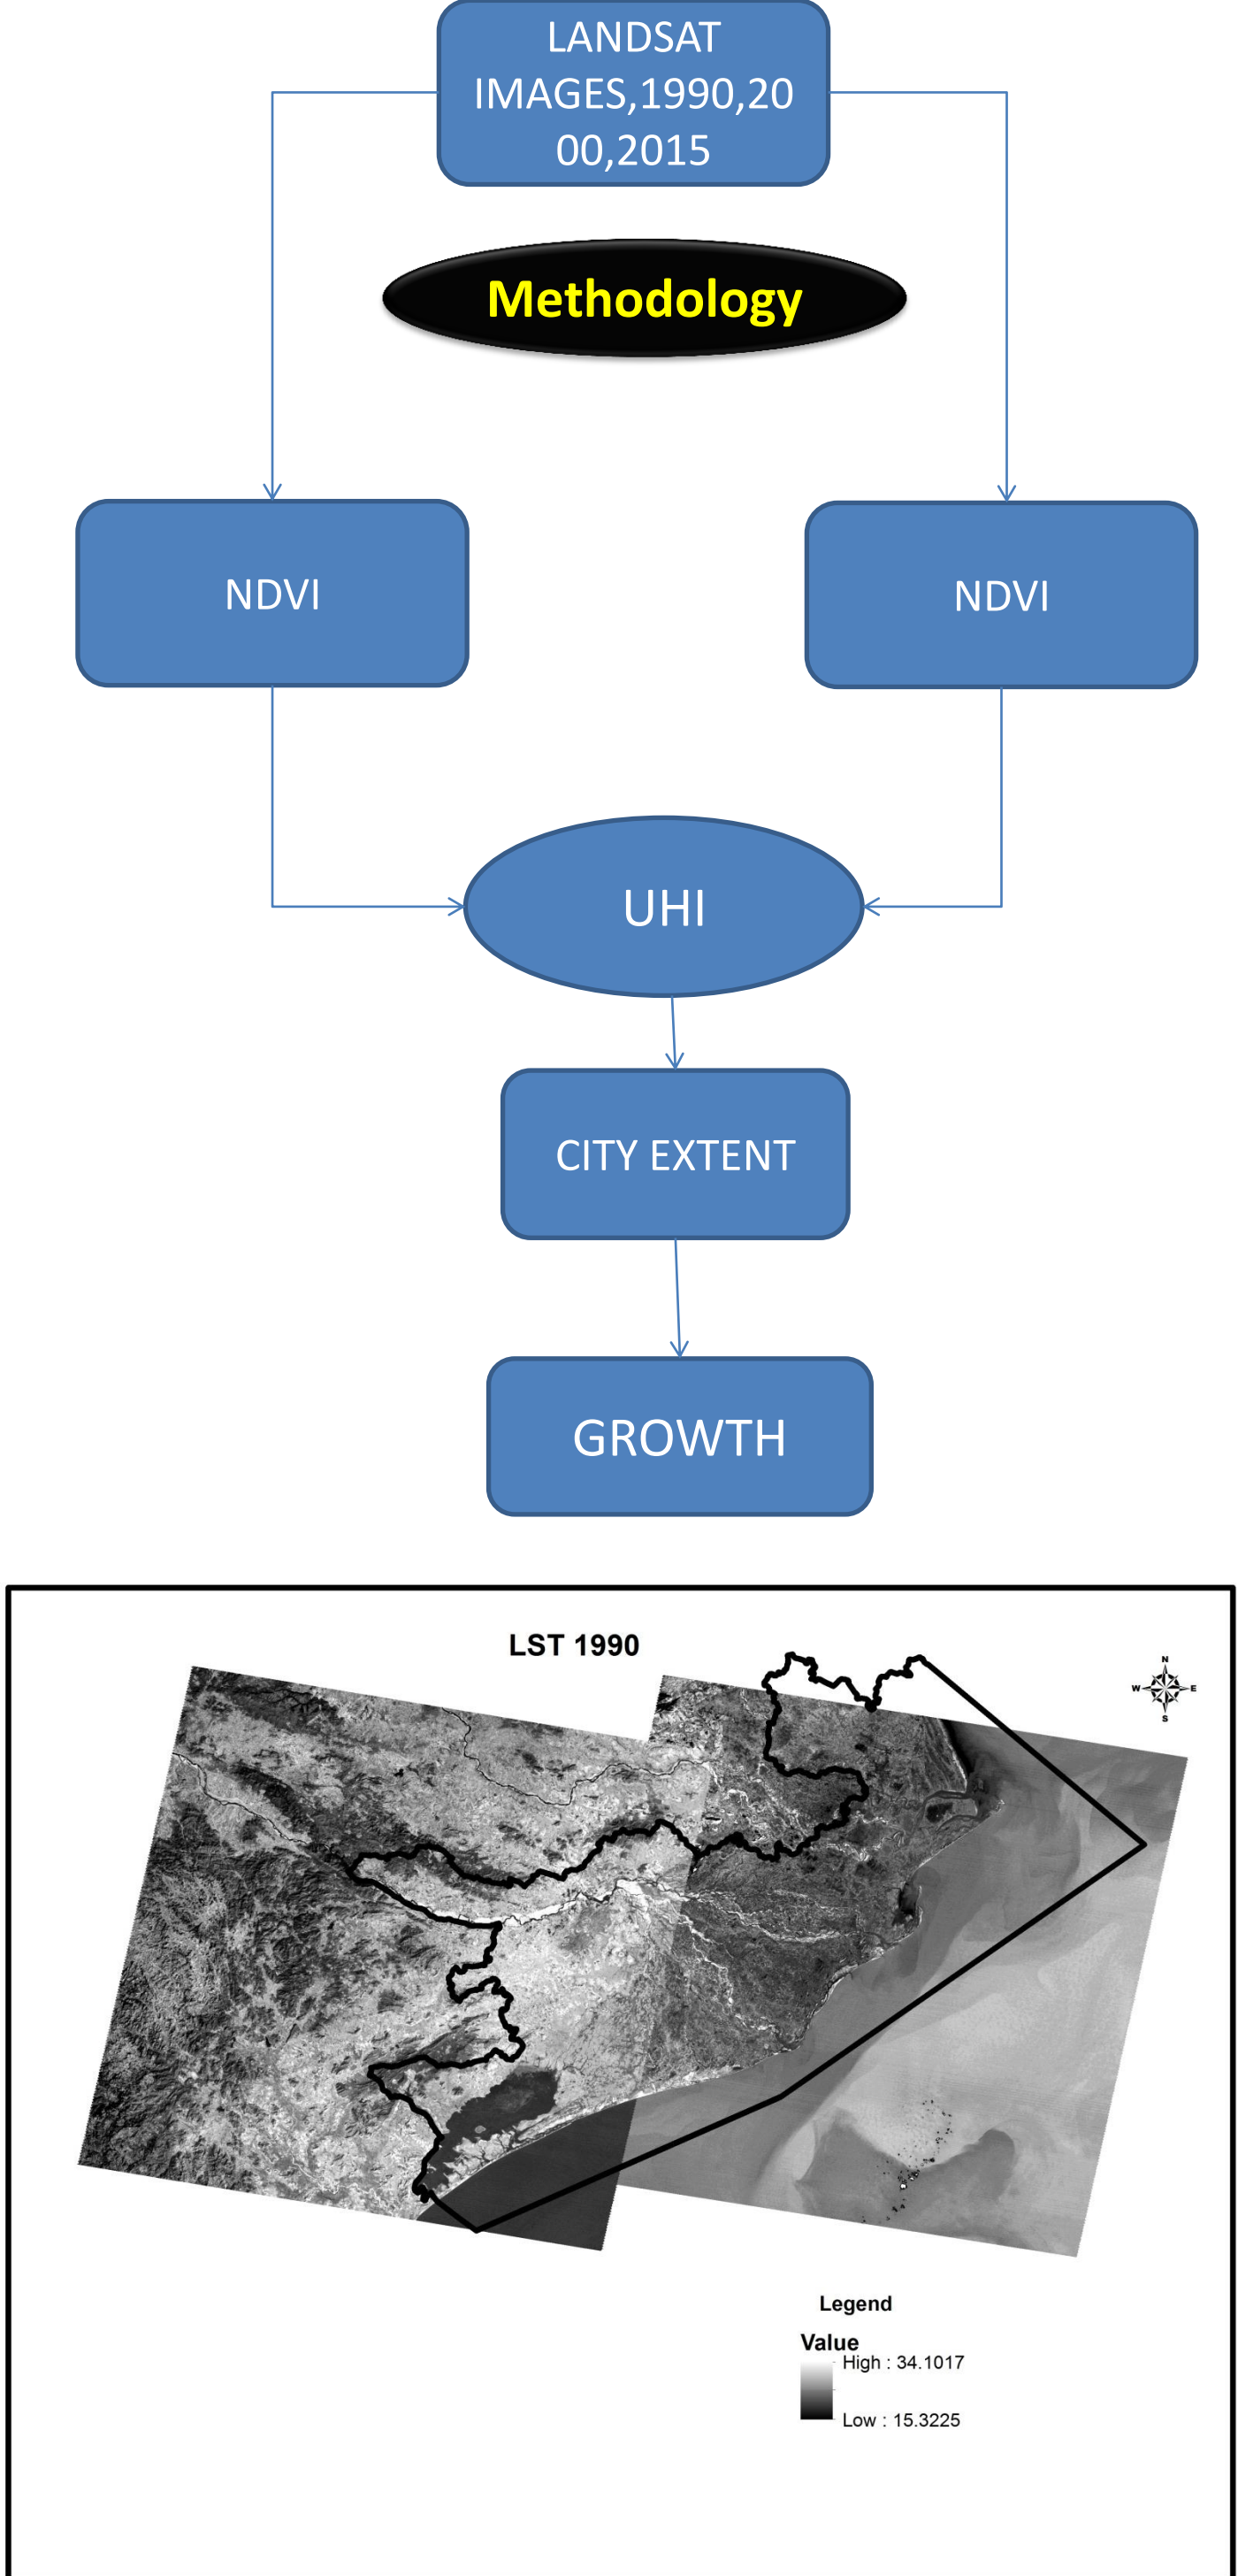 LANDSAT
IMAGES,1990,20
00,2015
Methodology
NDVI
NDVI
UHI
CITY EXTENT
GROWTH
LST 1990
N
W
E
S
Legend
Value
High : 34.1017
Low : 15.3225